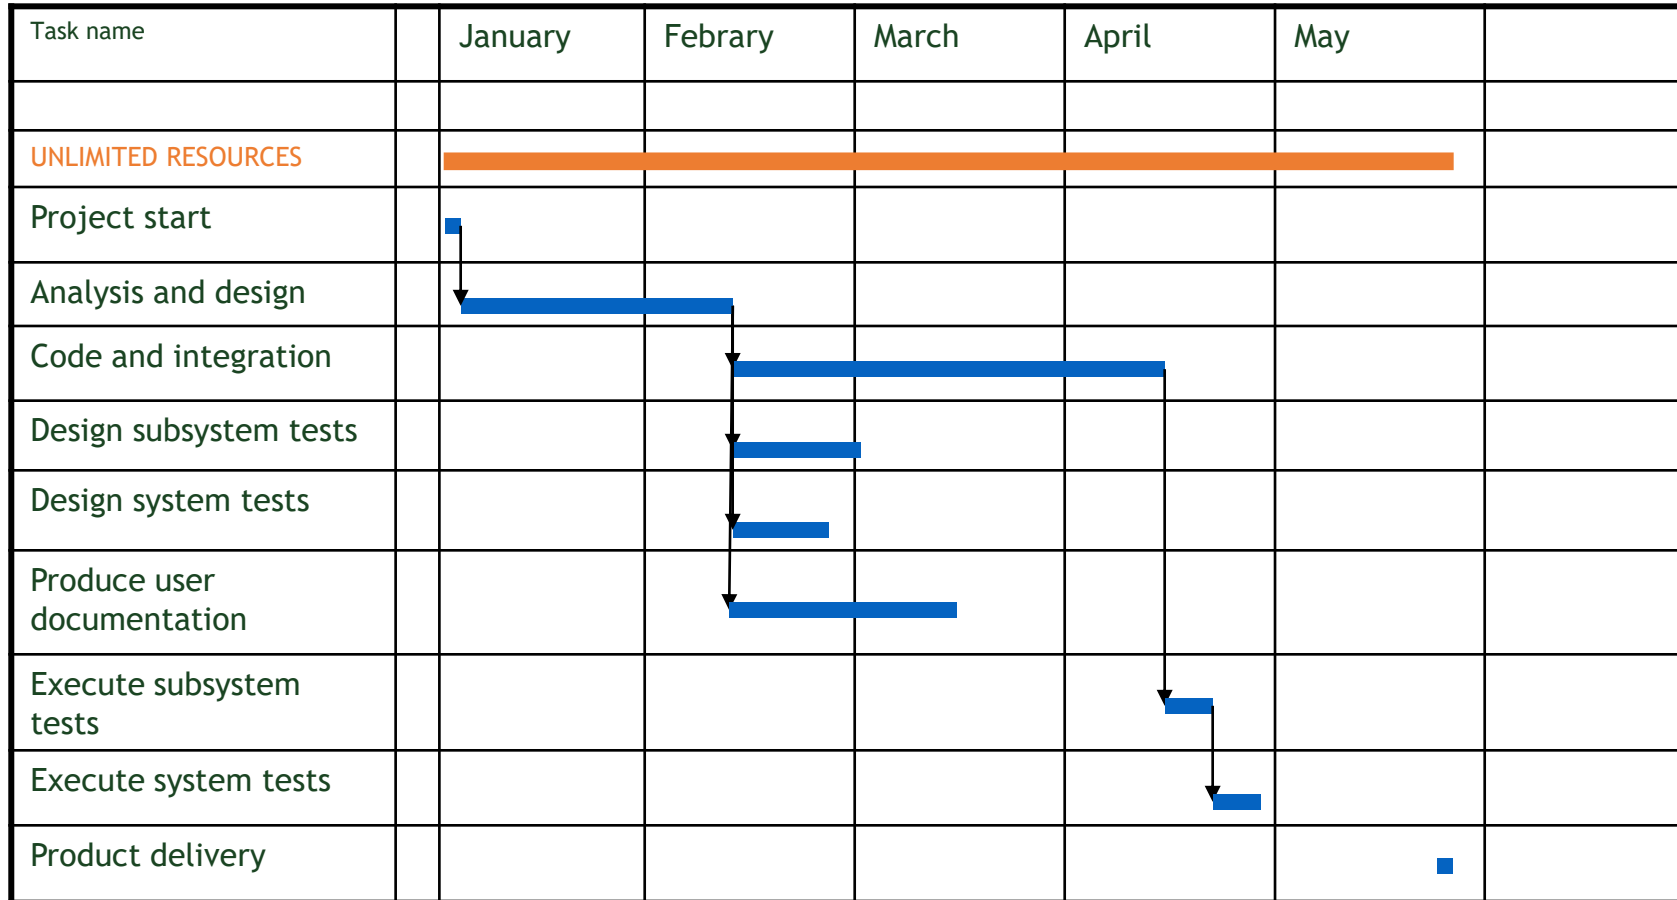 Task name
January
Febrary
March
April
May
UNLIMITED RESOURCES
Project start
Analysis and design
Code and integration
Design subsystem tests
Design system tests
Produce user
documentation
Execute subsystem
tests
Execute system tests
Product delivery